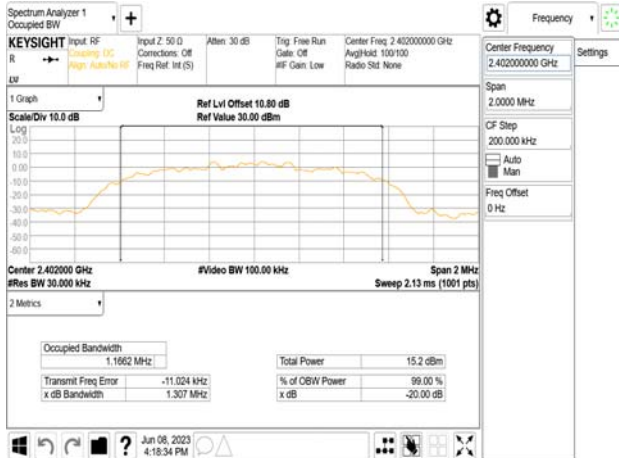 Spectrum Analyzer 1
Occupied BW
Frequency
KEYSIGHT
Input: RF
Coupling: DC
Align: Auto/No RF
Input Z: 50 Ω
Corrections: Off
Freq Ref: Int (S)
Atten: 30 dB
Trig: Free Run
Gate: Off
#IF Gain: Low
Center Freq: 2.402000000 GHz
Avg|Hold: 100/100
Radio Std: None
R
LXI
Center Frequency
2.402000000 GHz
Settings
Span
2.0000 MHz
CF Step
200.000 kHz
Auto
Man
Freq Offset
0 Hz
1 Graph
Scale/Div 10.0 dB
Ref Lvl Offset 10.80 dB
Ref Value 30.00 dBm
Log
20.0
10.0
0.00
-10.0
-20.0
-30.0
-40.0
-50.0
-60.0
Center 2.402000 GHz
#Video BW 100.00 kHz
Span 2 MHz
#Res BW 30.000 kHz
Sweep 2.13 ms (1001 pts)
2 Metrics
Occupied Bandwidth
1.1662 MHz
Total Power 15.2 dBm
Transmit Freq Error -11.024 kHz
% of OBW Power 99.00 %
x dB Bandwidth 1.307 MHz
x dB -20.00 dB
?
Jun 08, 2023
4:18:34 PM